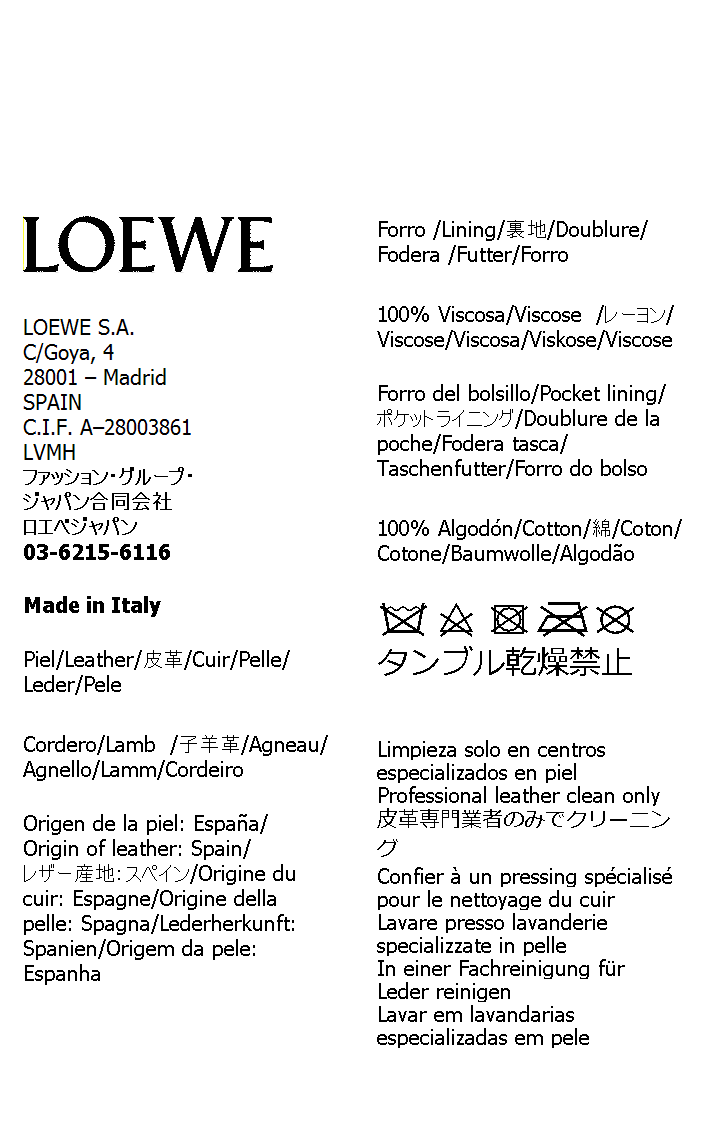 LOEWE
LOEWE S.A.
C/Goya, 4
28001 – Madrid
SPAIN
C.I.F. A–28003861
LVMH
ファッション・グループ・
ジャパン合同会社
ロエベジャパン
03-6215-6116
Made in Italy
Piel/Leather/皮革/Cuir/Pelle/
Leder/Pele
Cordero/Lamb /子羊革/Agneau/
Agnello/Lamm/Cordeiro
Origen de la piel: España/
Origin of leather: Spain/
レザー産地：スペイン/Origine du
cuir: Espagne/Origine della
pelle: Spagna/Lederherkunft:
Spanien/Origem da pele:
Espanha
Forro /Lining/裏地/Doublure/
Fodera /Futter/Forro
100% Viscosa/Viscose /レーヨン/
Viscose/Viscosa/Viskose/Viscose
Forro del bolsillo/Pocket lining/
ポケットライニング/Doublure de la
poche/Fodera tasca/
Taschenfutter/Forro do bolso
100% Algodón/Cotton/綿/Coton/
Cotone/Baumwolle/Algodão
タンブル乾燥禁止
Limpieza solo en centros
especializados en piel
Professional leather clean only
皮革専門業者のみでクリーニン
グ
Confier à un pressing spécialisé
pour le nettoyage du cuir
Lavare presso lavanderie
specializzate in pelle
In einer Fachreinigung für
Leder reinigen
Lavar em lavandarias
especializadas em pele